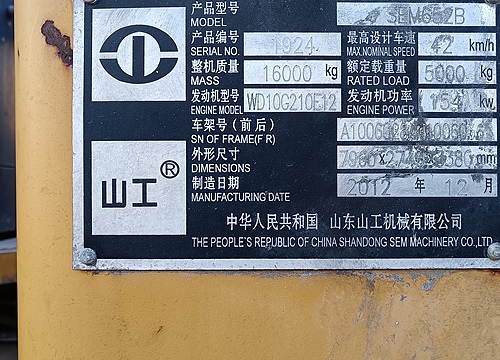 产品型号 MODEL SEM652B
产品编号 SERIAL NO. 1924 最高设计车速 MAX.NOMINAL SPEED 42 km/h
整机质量 MASS 16000 kg 额定载重量 RATED LOAD 5000 kg
发动机型号 ENGINE MODEL WD10G210E12 发动机功率 ENGINE POWER 154 kw
车架号(前后) SN OF FRAME(F R)
外形尺寸 DIMENSIONS mm
制造日期 MANUFACTURING DATE 2012 年 12 月
山工®
中华人民共和国 山东山工机械有限公司
THE PEOPLE'S REPUBLIC OF CHINA SHANDONG SEM MACHINERY CO.,LTD